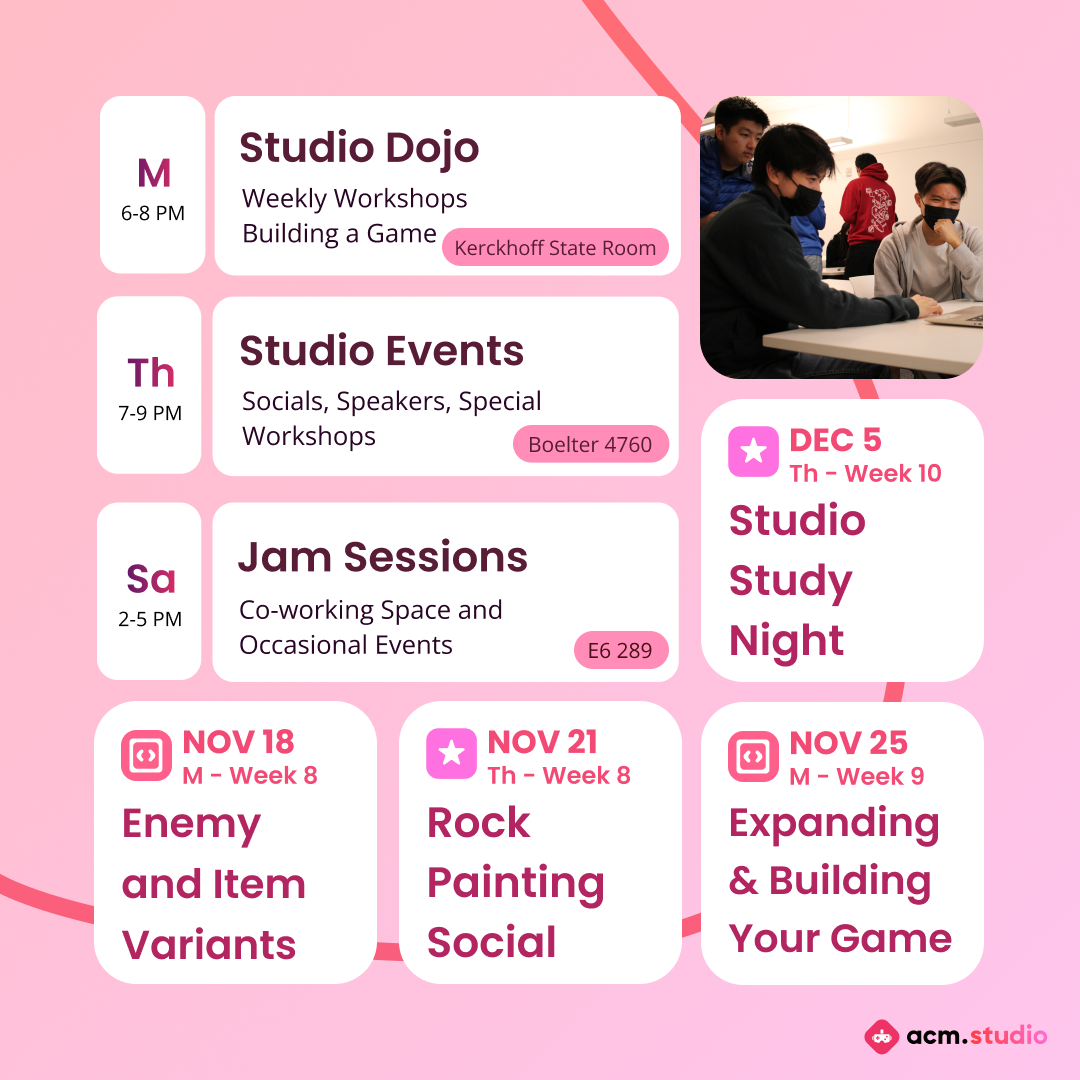 M
6-8 PM
Studio Dojo
Weekly Workshops
Building a Game
Kerckhoff State Room
Th
7-9 PM
Studio Events
Socials, Speakers, Special
Workshops
Boelter 4760
Sa
2-5 PM
Jam Sessions
Co-working Space and
Occasional Events
E6 289
DEC 5
Th - Week 10
Studio
Study
Night
NOV 18
M - Week 8
Enemy
and Item
Variants
NOV 21
Th - Week 8
Rock
Painting
Social
NOV 25
M - Week 9
Expanding
& Building
Your Game
acm.studio